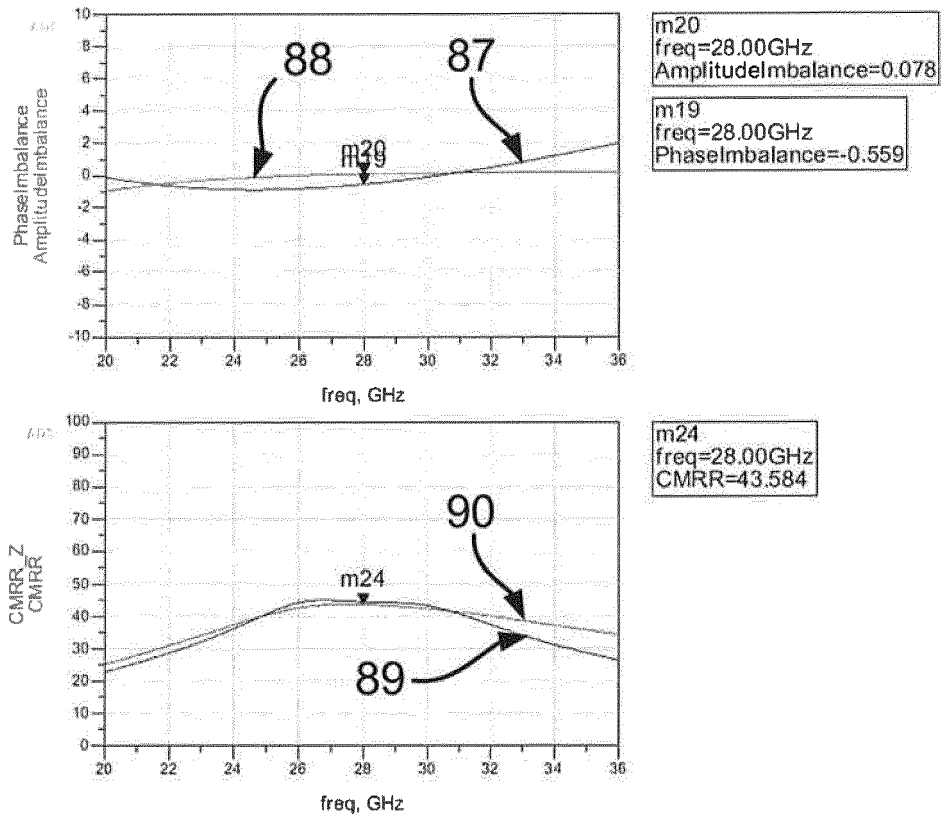 10
8
6
4
2
0
-2
-4
-6
-8
-10
PhaseImbalance
AmplitudeImbalance
88
87
m20
m19
20 22 24 26 28 30 32 34 36
freq, GHz
m20
freq=28.00GHz
AmplitudeImbalance=0.078
m19
freq=28.00GHz
PhaseImbalance=-0.559
100
90
80
70
60
50
40
30
20
10
0
CMRR_Z
CMRR
90
m24
89
20 22 24 26 28 30 32 34 36
freq, GHz
m24
freq=28.00GHz
CMRR=43.584